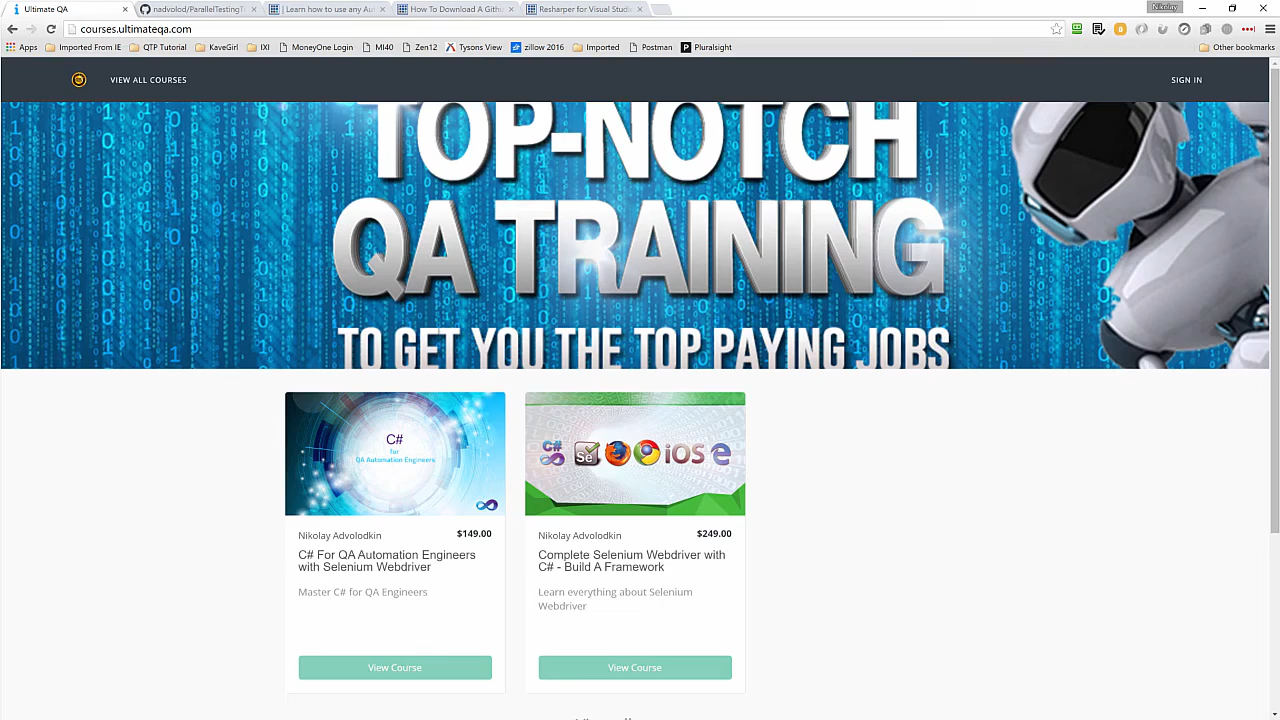 Ultimate QA
nadvolod/ParallelTestingT
| Learn how to use any Aut
How To Download A Githu
Resharper for Visual Studi
Nikolay
courses.ultimateqa.com
Apps
Imported From IE
QTP Tutorial
KaveGirl
IXI
MoneyOne Login
MI40
Zen12
Tysons View
zillow 2016
Imported
Postman
Pluralsight
Other bookmarks
VIEW ALL COURSES
SIGN IN
TOP-NOTCH
QA TRAINING
TO GET YOU THE TOP PAYING JOBS
C#
for
QA Automation Engineers
C#
Se
iOS
Nikolay Advolodkin
$149.00
C# For QA Automation Engineers
with Selenium Webdriver
Master C# for QA Engineers
View Course
Nikolay Advolodkin
$249.00
Complete Selenium Webdriver with
C# - Build A Framework
Learn everything about Selenium
Webdriver
View Course